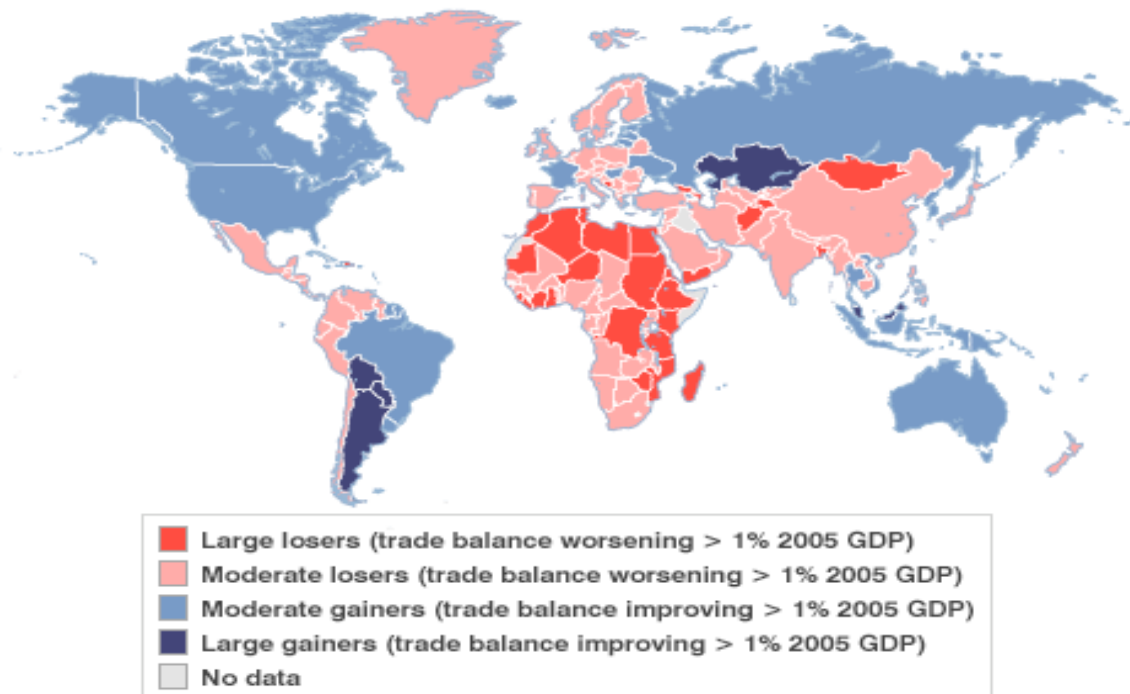 Large losers (trade balance worsening > 1% 2005 GDP)
Moderate losers (trade balance worsening > 1% 2005 GDP)
Moderate gainers (trade balance improving > 1% 2005 GDP)
Large gainers (trade balance improving > 1% 2005 GDP)
No data